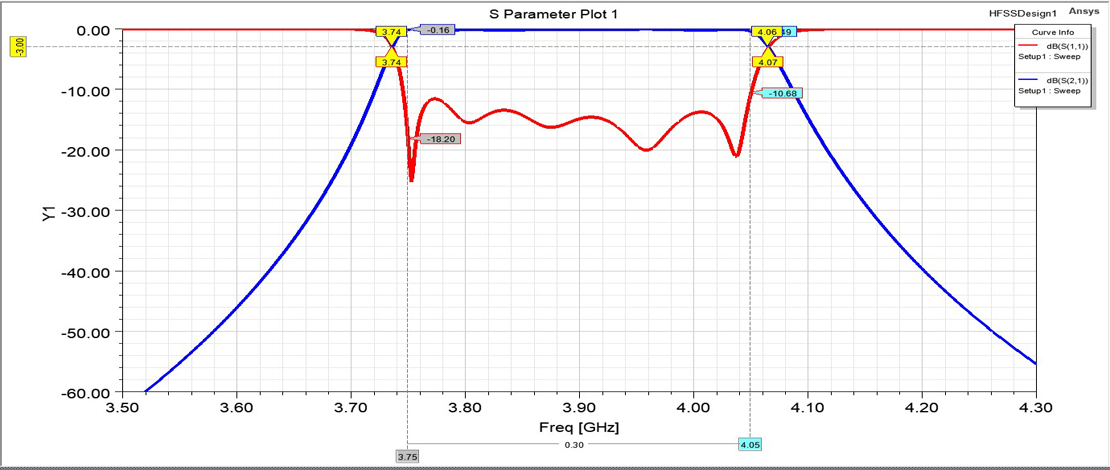 S Parameter Plot 1
HFSSDesign1
Ansys
Curve Info
dB(S(1,1))
Setup1 : Sweep
dB(S(2,1))
Setup1 : Sweep
0.00
-10.00
-20.00
-30.00
-40.00
-50.00
-60.00
Y1
-3.00
3.74
-0.16
3.74
4.06
49
4.07
-10.68
-18.20
3.50
3.60
3.70
3.80
3.90
4.00
4.10
4.20
4.30
Freq [GHz]
0.30
4.05
3.75